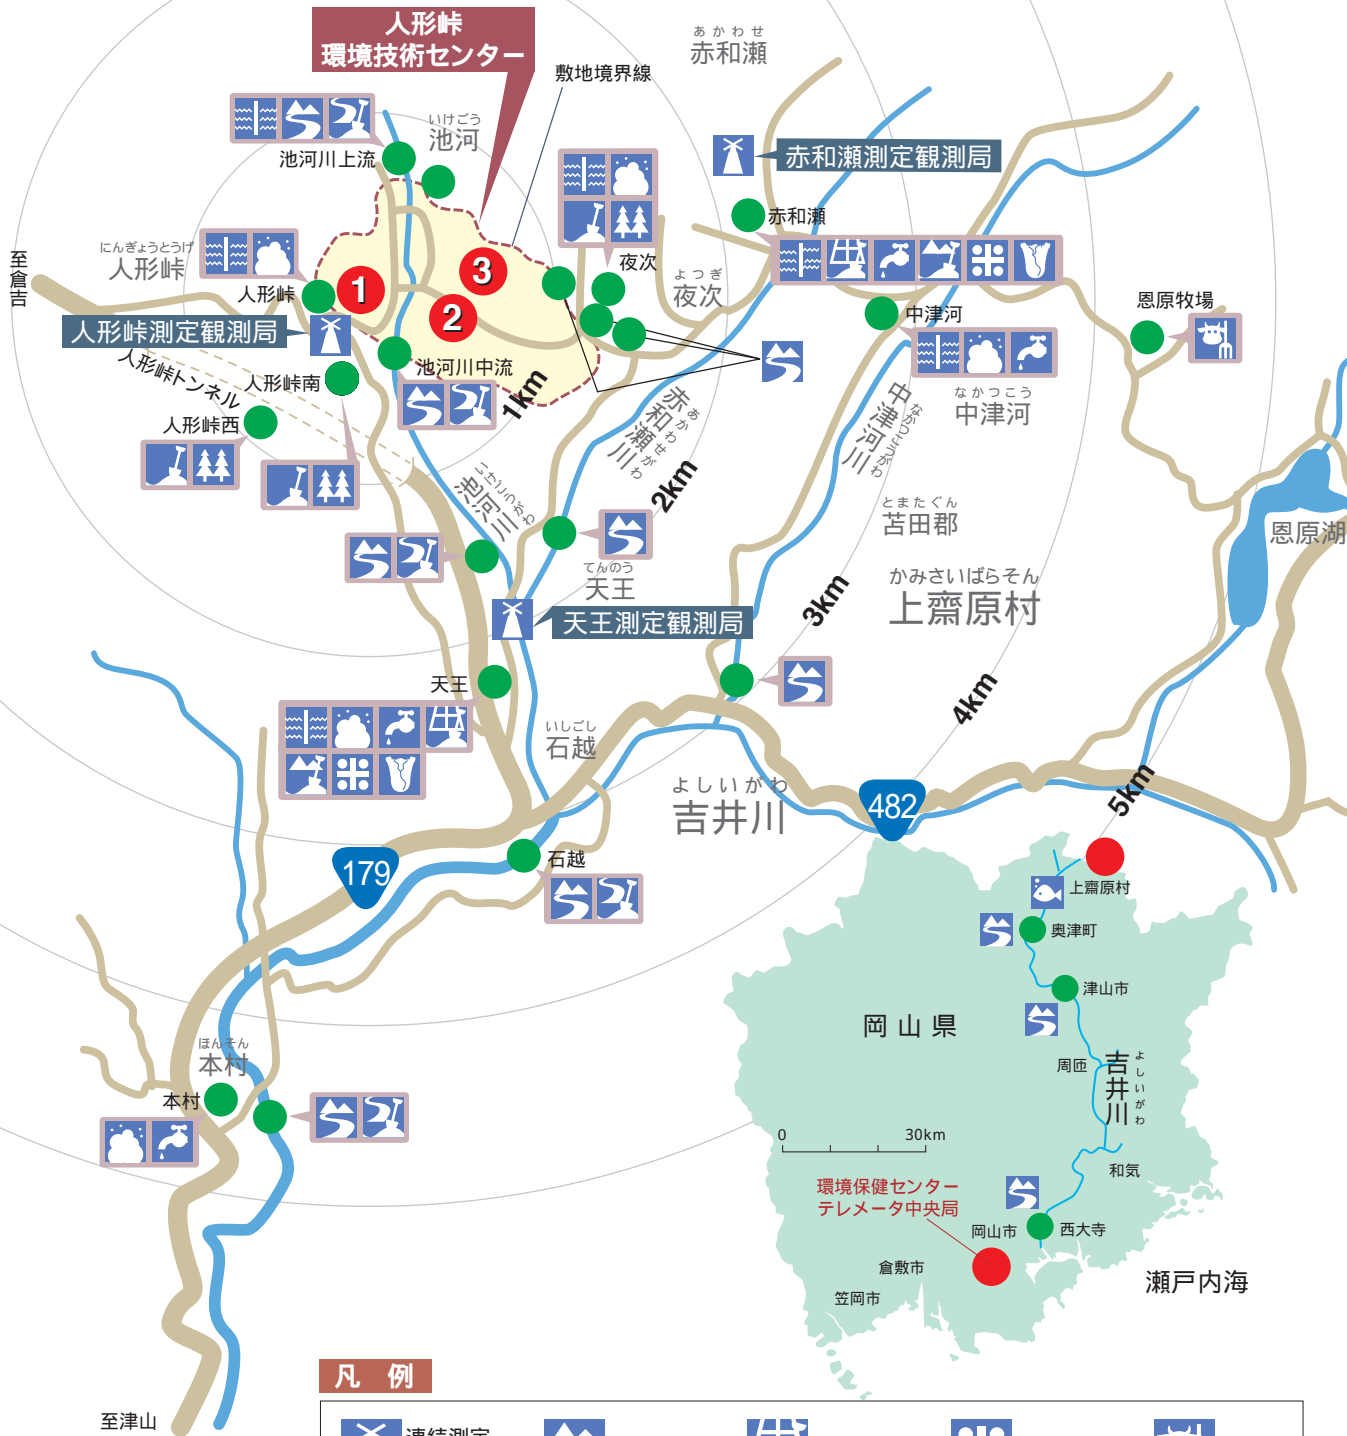 人形峠
環境技術センター
敷地境界線
あかわせ
赤和瀬
いけごう
池河
池河川上流
赤和瀬測定観測局
赤和瀬
にんぎょうとうげ
人形峠
至倉吉
人形峠
1
2
3
夜次
よつぎ
夜次
中津河
恩原牧場
人形峠測定観測局
人形峠トンネル
人形峠南
池河川中流
人形峠西
1km
あかわせがわ
赤和瀬川
2km
なかつこうがわ
中津河川
なかつこう
中津河
いけごうがわ
池河川
とまたぐん
苫田郡
恩原湖
てんのう
天王
かみさいばらそん
上齋原村
天王測定観測局
3km
天王
4km
いしごし
石越
よしいがわ
吉井川
5km
482
179
石越
上齋原村
奥津町
津山市
岡山県
ほんそん
本村
本村
周匝
よしいがわ
吉井川
0
30km
和気
環境保健センター
テレメータ中央局
岡山市
西大寺
倉敷市
笠岡市
瀬戸内海
凡 例
至津山
連続測定